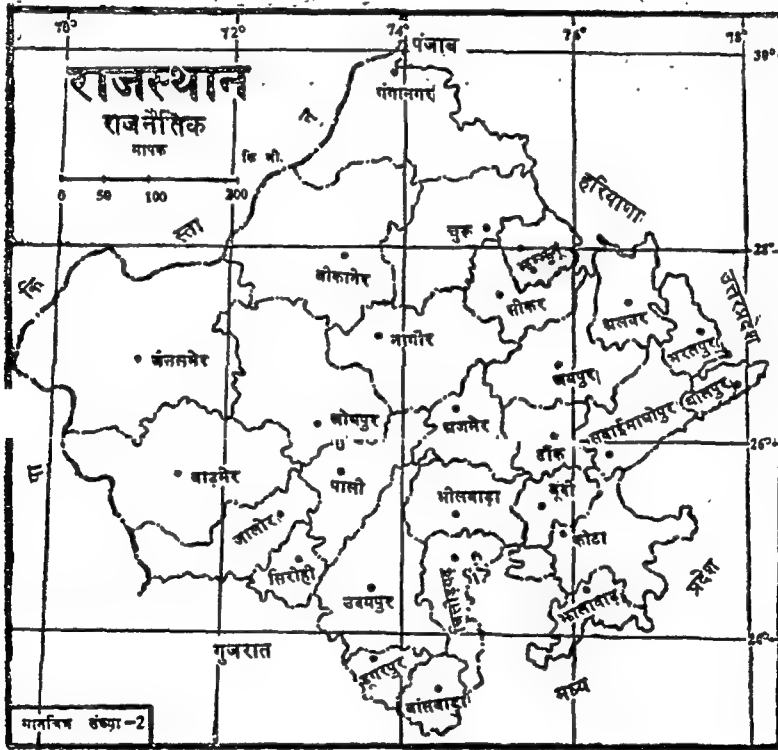 70° 72° 74° 76° 78°
पंजाब
30°
राजस्थान
राजनैतिक
मापक
कि मी.
0 50 100 200
गंगानगर
हरियाणा
स्ता
न
चुरू
झुन्झुनू
28°
बीकानेर
सीकर
अलवर
उत्तरप्रदेश
कि
नागौर
भरतपुर
जैसलमेर
जयपुर
धौलपुर
जोधपुर
अजमेर
सवाईमाधोपुर
टौंक
26°
पा
बाड़मेर
पाली
भीलवाड़ा
बूंदी
जालोर
कोटा
सिरोही
चित्तौड़गढ़
प्रदेश
उदयपुर
झालावाड़
गुजरात
26°
डूंगरपुर
बांसवाड़ा
मध्य
मानचित्र संख्या-2